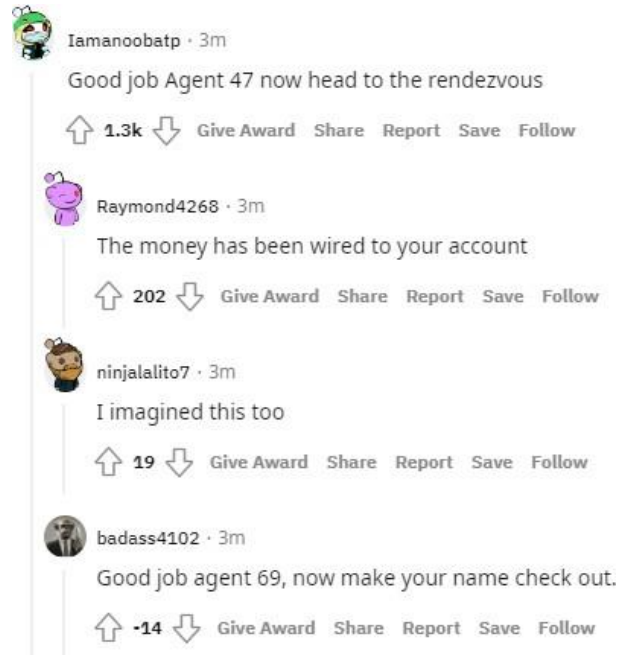 Iamanoobatp · 3m
Good job Agent 47 now head to the rendezvous
1.3k Give Award Share Report Save Follow
Raymond4268 · 3m
The money has been wired to your account
202 Give Award Share Report Save Follow
ninjalalito7 · 3m
I imagined this too
19 Give Award Share Report Save Follow
badass4102 · 3m
Good job agent 69, now make your name check out.
-14 Give Award Share Report Save Follow